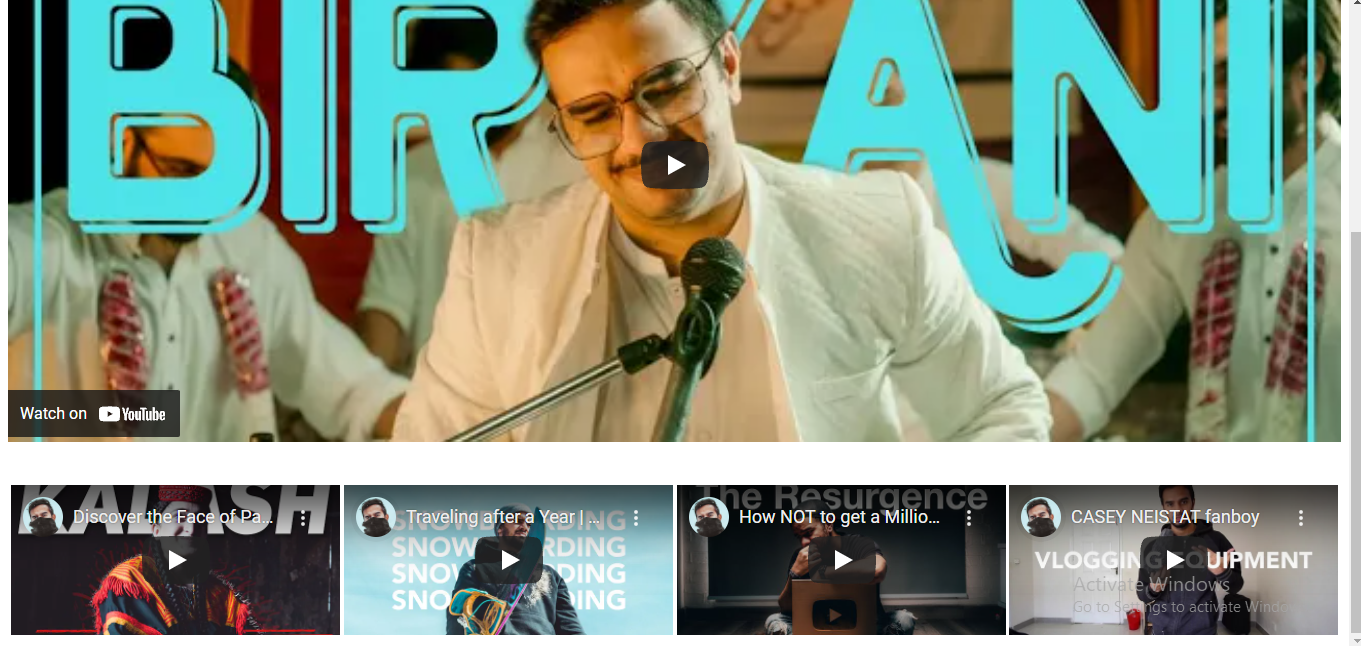 BIRYANI
Watch on YouTube
KALASH
Discover the Face of Pa...
Traveling after a Year | ...
SNOWBOARDING
SNOWBOARDING
SNOWBOARDING
SNOWBOARDING
The Resurgence
How NOT to get a Millio...
CASEY NEISTAT fanboy
VLOGGING EQUIPMENT
Activate Windows
Go to Settings to activate Windows